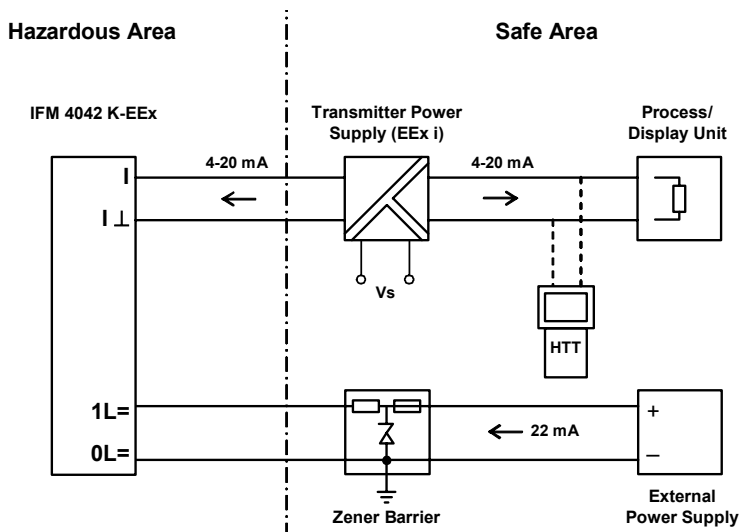 Hazardous Area
Safe Area
IFM 4042 K-EEx
Transmitter Power
Supply (EEx i)
Process/
Display Unit
4-20 mA
4-20 mA
I
I ⊥
Vs
HTT
1L=
+
22 mA
0L=
–
Zener Barrier
External
Power Supply